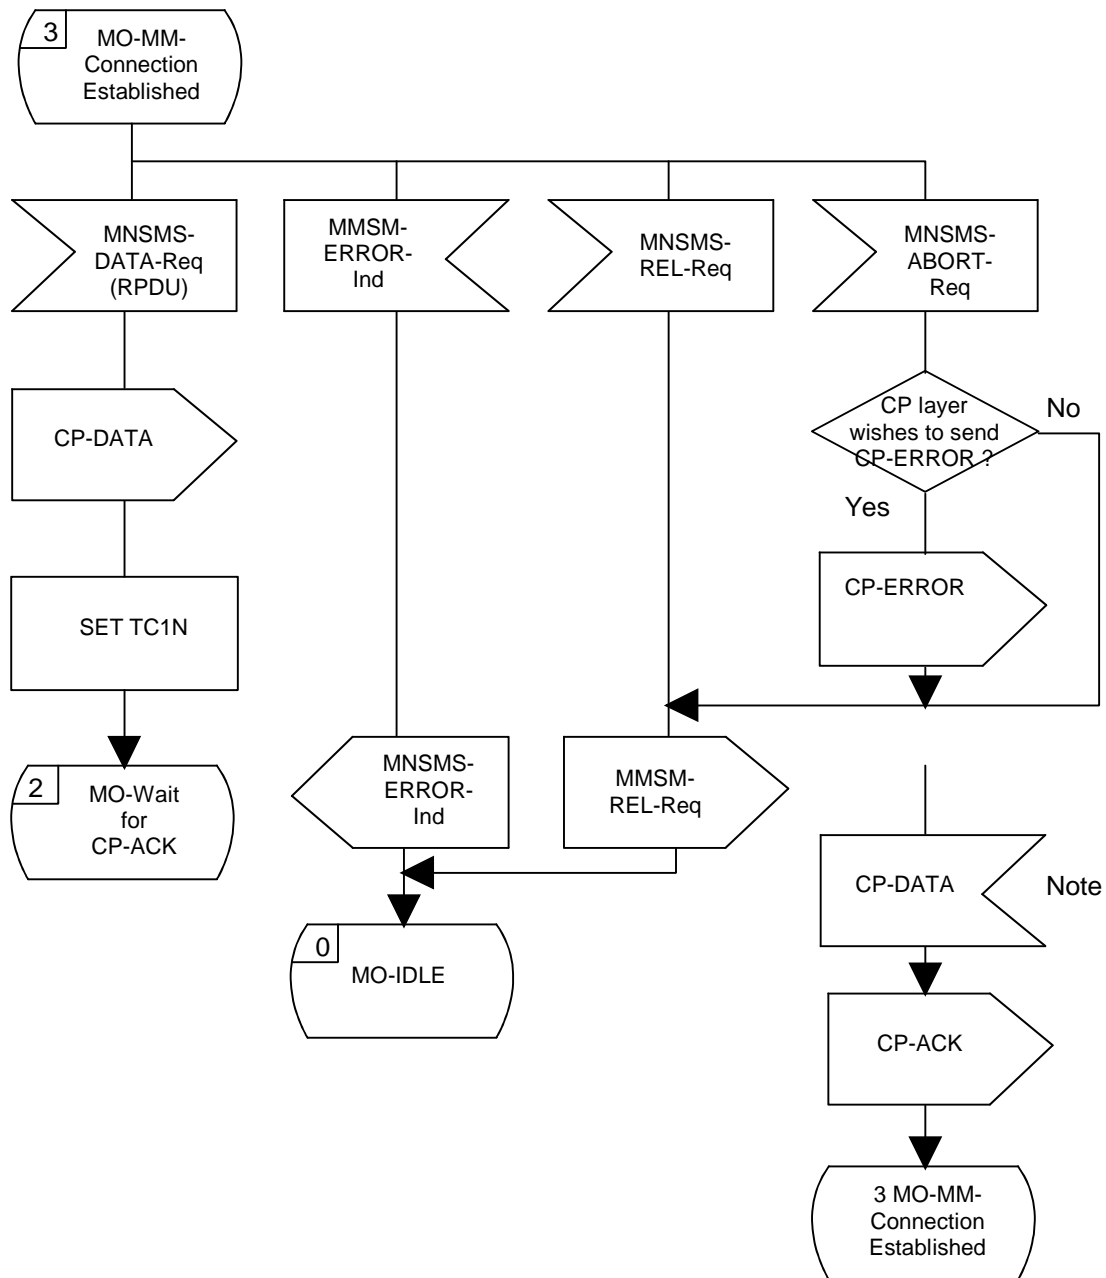 3
MO-MM-
Connection
Established
MNSMS-
DATA-Req
(RPDU)
MMSM-
ERROR-
Ind
MNSMS-
REL-Req
MNSMS-
ABORT-
Req
CP-DATA
CP layer
wishes to send
CP-ERROR ?
No
Yes
SET TC1N
CP-ERROR
2
MO-Wait
for
CP-ACK
MNSMS-
ERROR-
Ind
MMSM-
REL-Req
CP-DATA
Note
0
MO-IDLE
CP-ACK
3 MO-MM-
Connection
Established